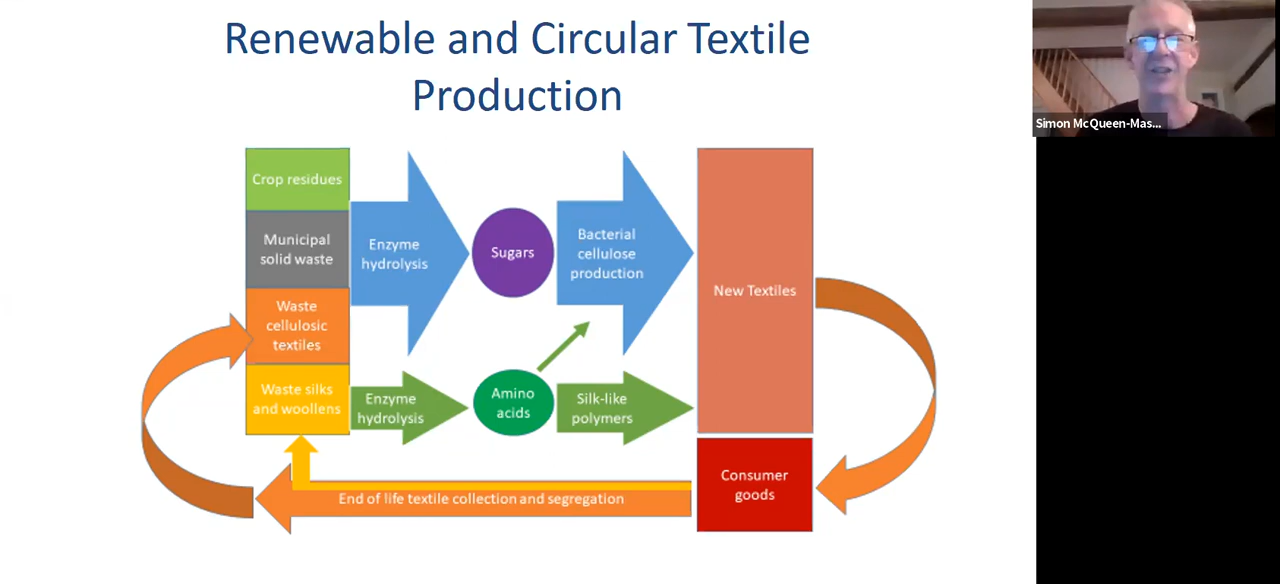 Renewable and Circular Textile
Production
Simon McQueen-Mas...
Crop residues
Municipal
solid waste
Waste
cellulosic
textiles
Waste silks
and woollens
Enzyme
hydrolysis
Sugars
Bacterial
cellulose
production
New Textiles
Enzyme
hydrolysis
Amino
acids
Silk-like
polymers
Consumer
goods
End of life textile collection and segregation